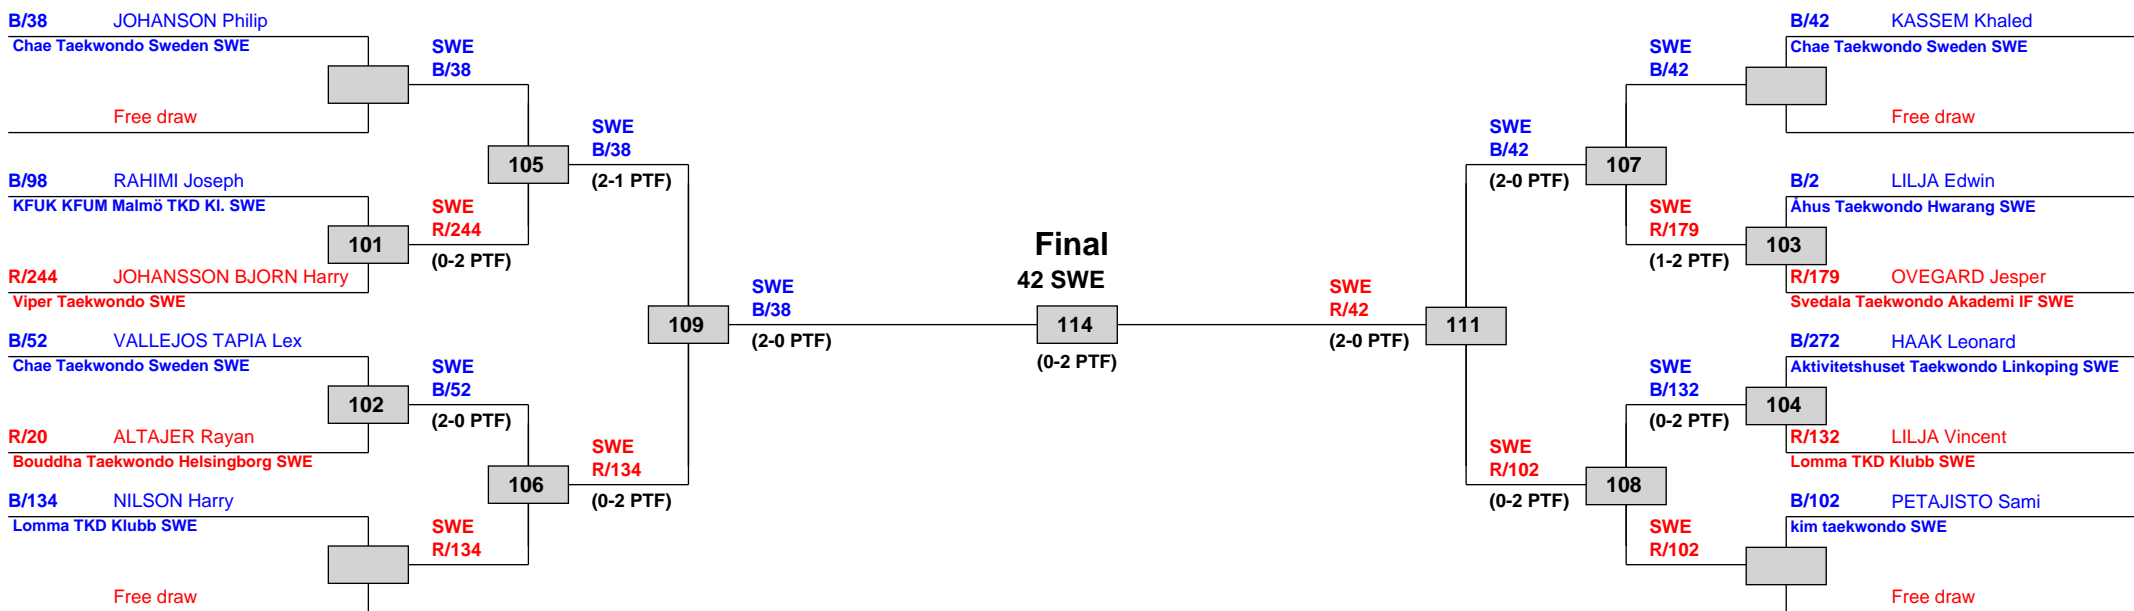 B/38 JOHANSON Philip
Chae Taekwondo Sweden SWE
Free draw
B/98 RAHIMI Joseph
KFUK KFUM Malmö TKD Kl. SWE
R/244 JOHANSSON BJORN Harry
Viper Taekwondo SWE
B/52 VALLEJOS TAPIA Lex
Chae Taekwondo Sweden SWE
R/20 ALTAJER Rayan
Bouddha Taekwondo Helsingborg SWE
B/134 NILSON Harry
Lomma TKD Klubb SWE
Free draw
101
102
SWE
B/38
SWE
R/244
(0-2 PTF)
SWE
B/52
(2-0 PTF)
SWE
R/134
105
106
SWE
B/38
(2-1 PTF)
SWE
R/134
(0-2 PTF)
109
SWE
B/38
(2-0 PTF)
Final
42 SWE
114
(0-2 PTF)
SWE
R/42
(2-0 PTF)
111
SWE
B/42
(2-0 PTF)
SWE
R/102
(0-2 PTF)
107
108
SWE
B/42
SWE
R/179
(1-2 PTF)
SWE
B/132
(0-2 PTF)
SWE
R/102
103
104
B/42 KASSEM Khaled
Chae Taekwondo Sweden SWE
Free draw
B/2 LILJA Edwin
Åhus Taekwondo Hwarang SWE
R/179 OVEGARD Jesper
Svedala Taekwondo Akademi IF SWE
B/272 HAAK Leonard
Aktivitetshuset Taekwondo Linkoping SWE
R/132 LILJA Vincent
Lomma TKD Klubb SWE
B/102 PETAJISTO Sami
kim taekwondo SWE
Free draw